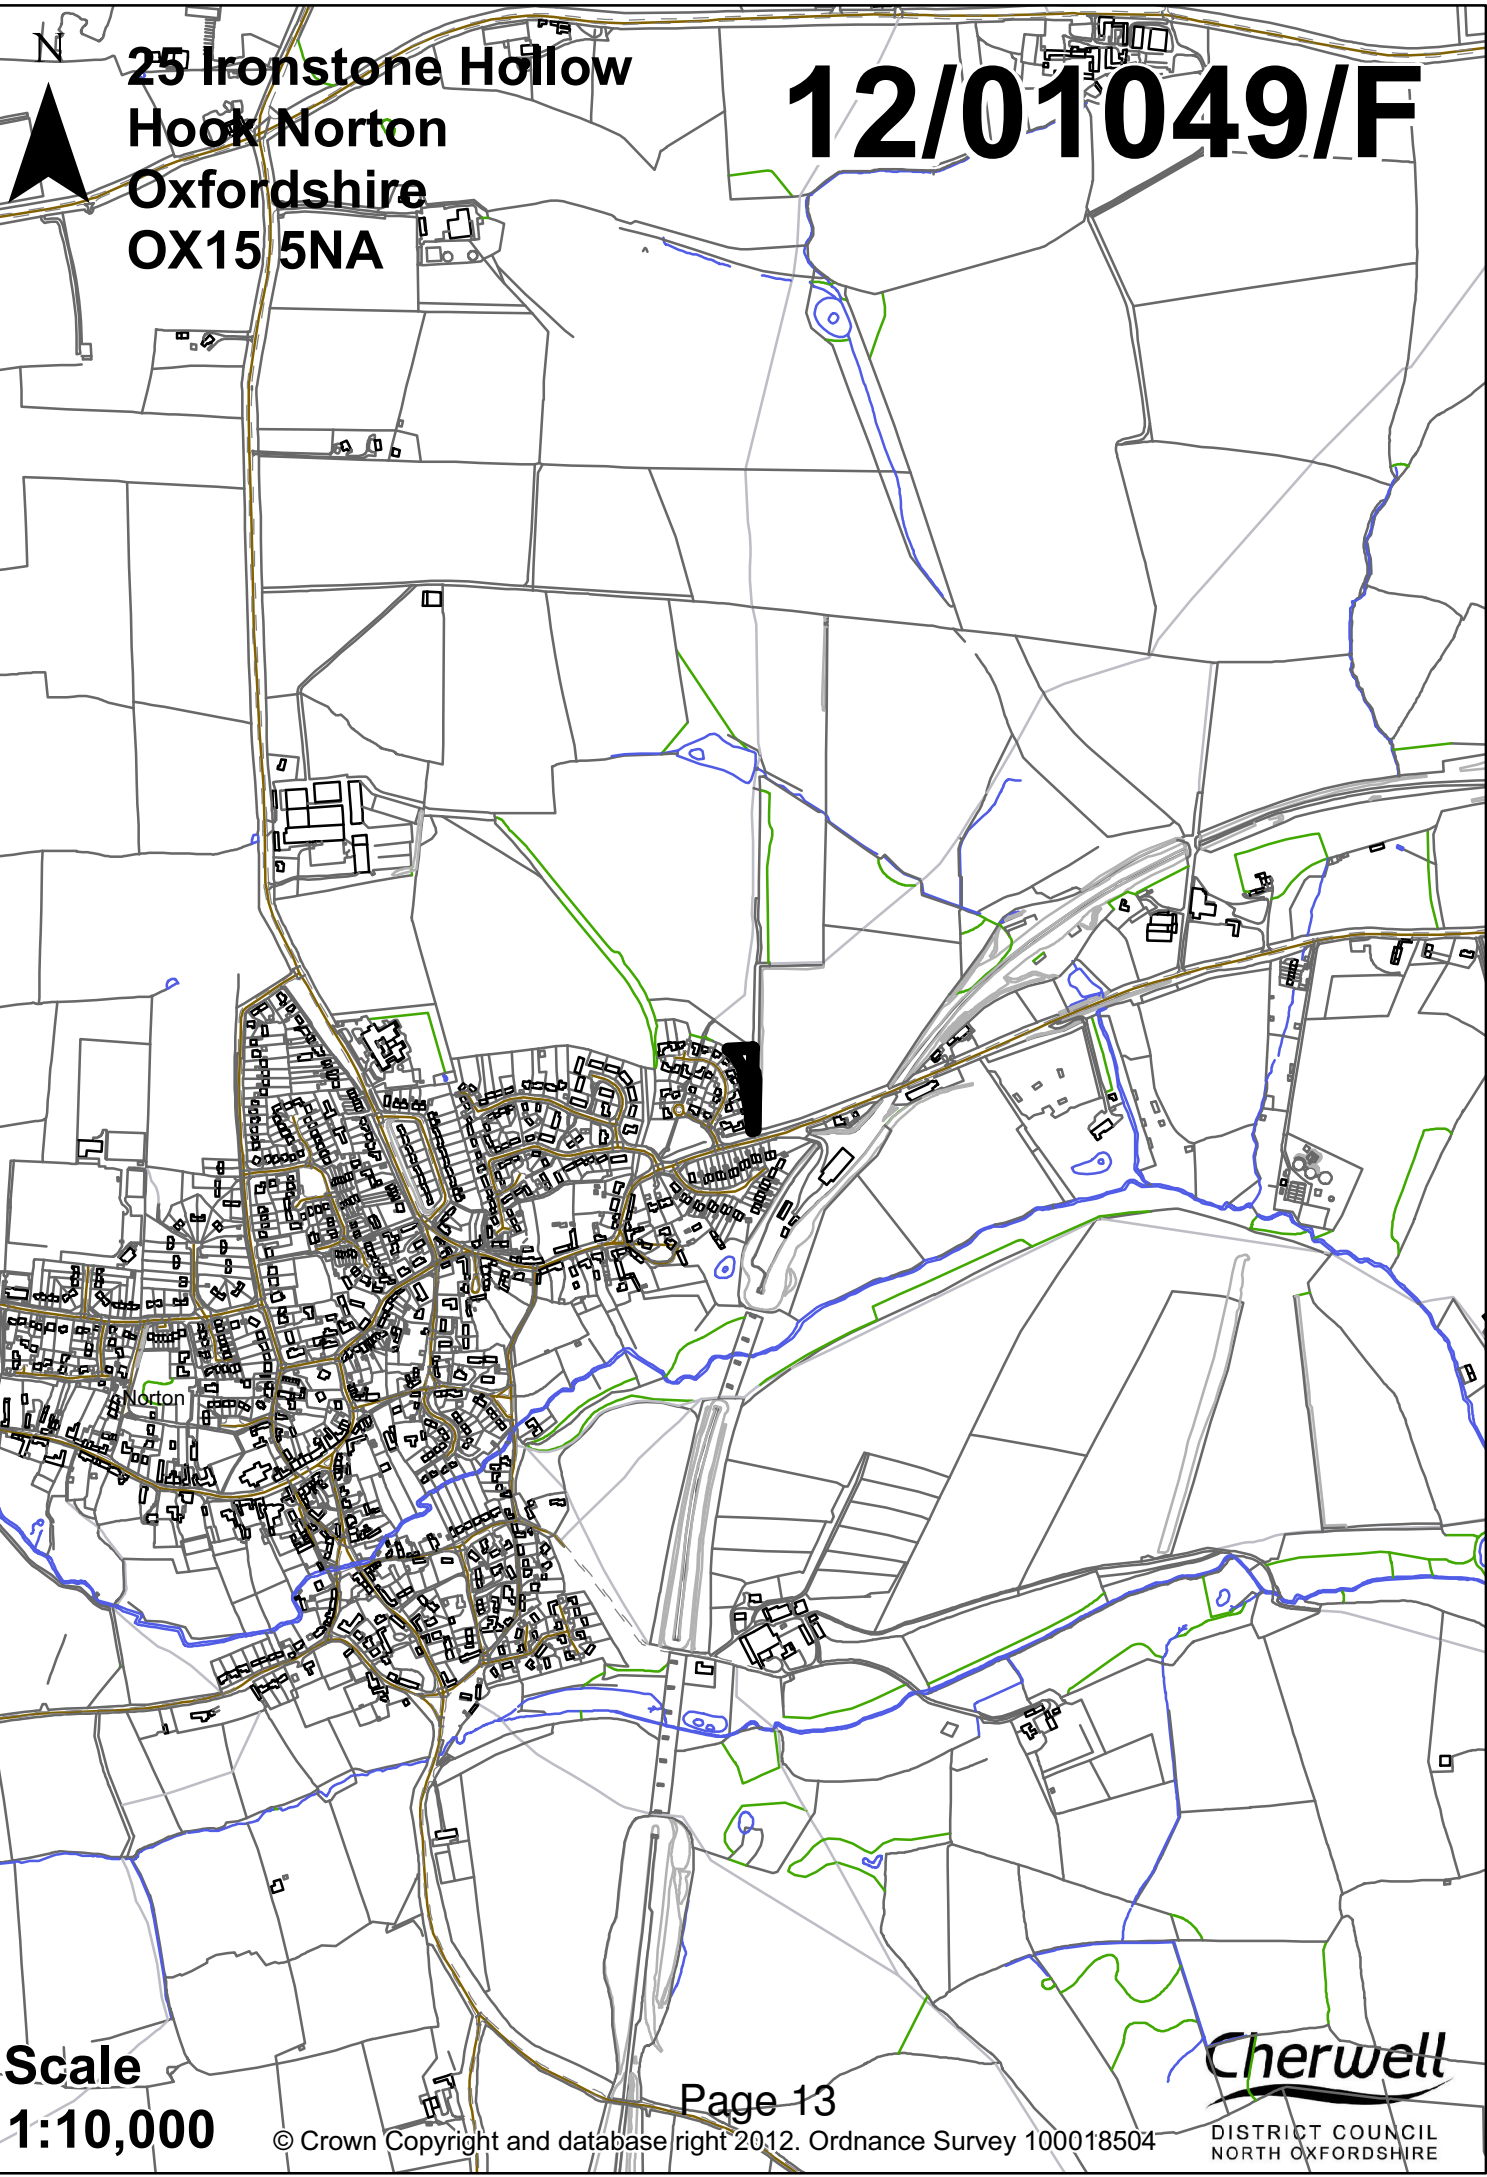 N
25 Ironstone Hollow
Hook Norton
Oxfordshire
OX15 5NA
12/01049/F
Norton
Scale
1:10,000
Page 13
© Crown Copyright and database right 2012. Ordnance Survey 100018504
Cherwell
DISTRICT COUNCIL
NORTH OXFORDSHIRE